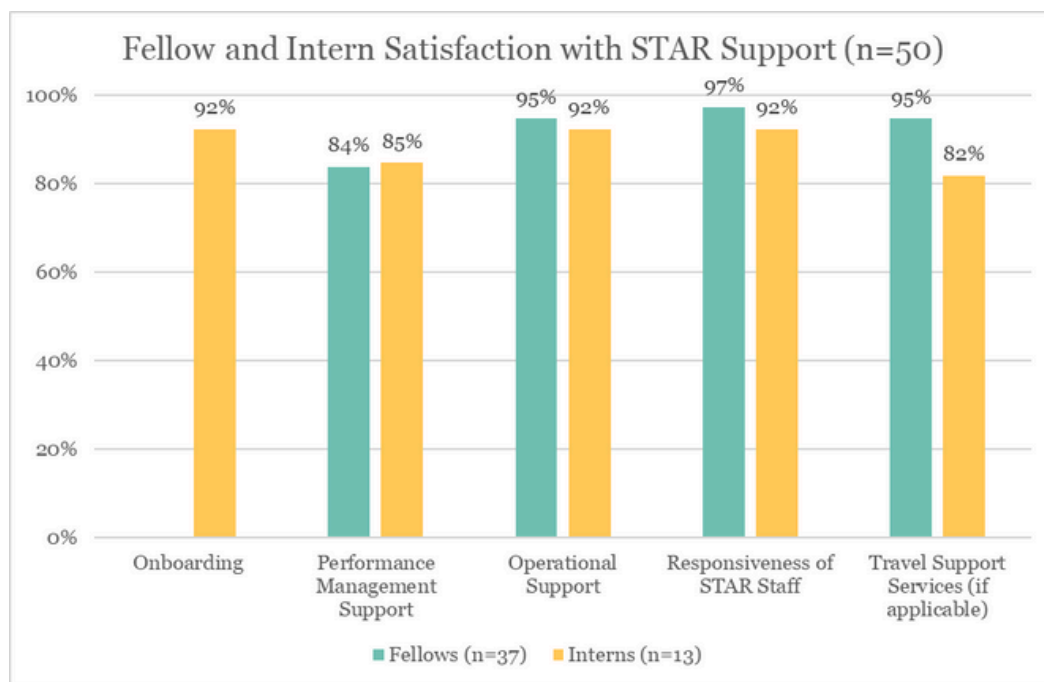 Fellow and Intern Satisfaction with STAR Support (n=50)
100%
80%
60%
40%
20%
0%
92%
84%
85%
95%
92%
97%
92%
95%
82%
Onboarding
Performance
Management
Support
Operational
Support
Responsiveness of
STAR Staff
Travel Support
Services (if
applicable)
Fellows (n=37)
Interns (n=13)